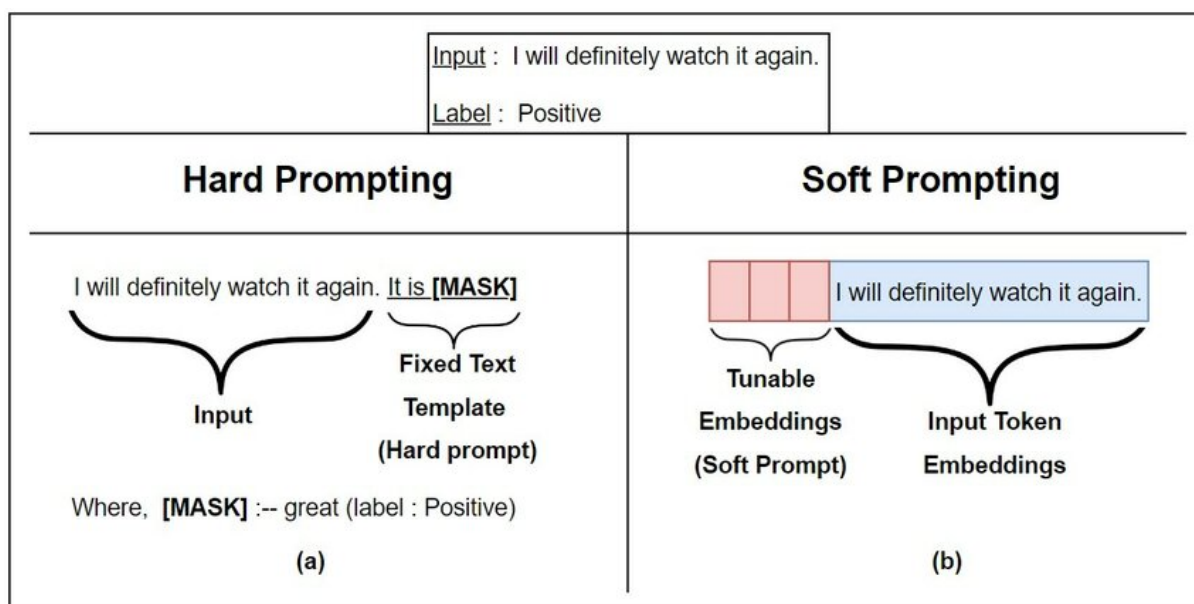 Input : I will definitely watch it again.
Label : Positive
Hard Prompting
I will definitely watch it again. It is [MASK]
Input
Fixed Text
Template
(Hard prompt)
Where, [MASK] :-- great (label : Positive)
(a)
Soft Prompting
I will definitely watch it again.
Tunable
Embeddings
(Soft Prompt)
Input Token
Embeddings
(b)